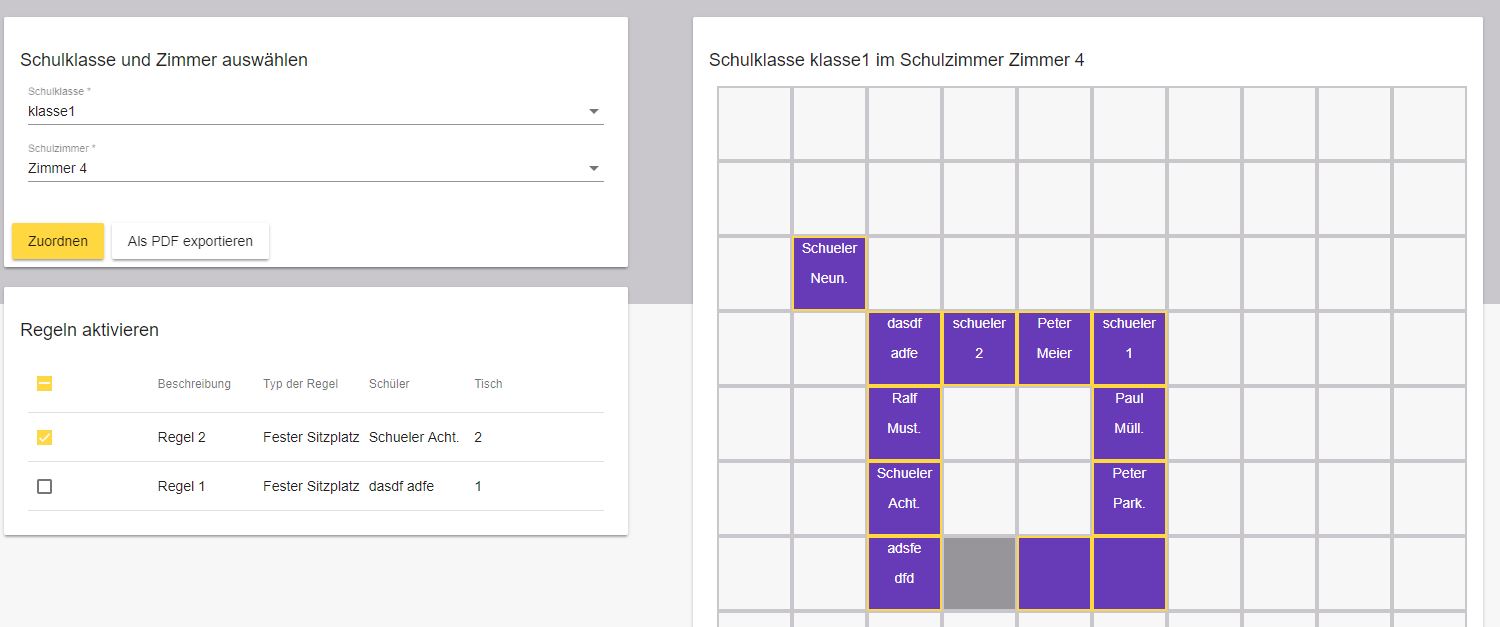 Schulklasse und Zimmer auswählen
Schulklasse *
klasse1
Schulzimmer *
Zimmer 4
Zuordnen
Als PDF exportieren
Regeln aktivieren
Beschreibung Typ der Regel Schüler Tisch
Regel 2 Fester Sitzplatz Schueler Acht. 2
Regel 1 Fester Sitzplatz dasdf adfe 1
Schulklasse klasse1 im Schulzimmer Zimmer 4
Schueler
Neun.
dasdf schueler Peter schueler
adfe 2 Meier 1
Ralf Paul
Must. Müll.
Schueler Peter
Acht. Park.
adsfe
dfd